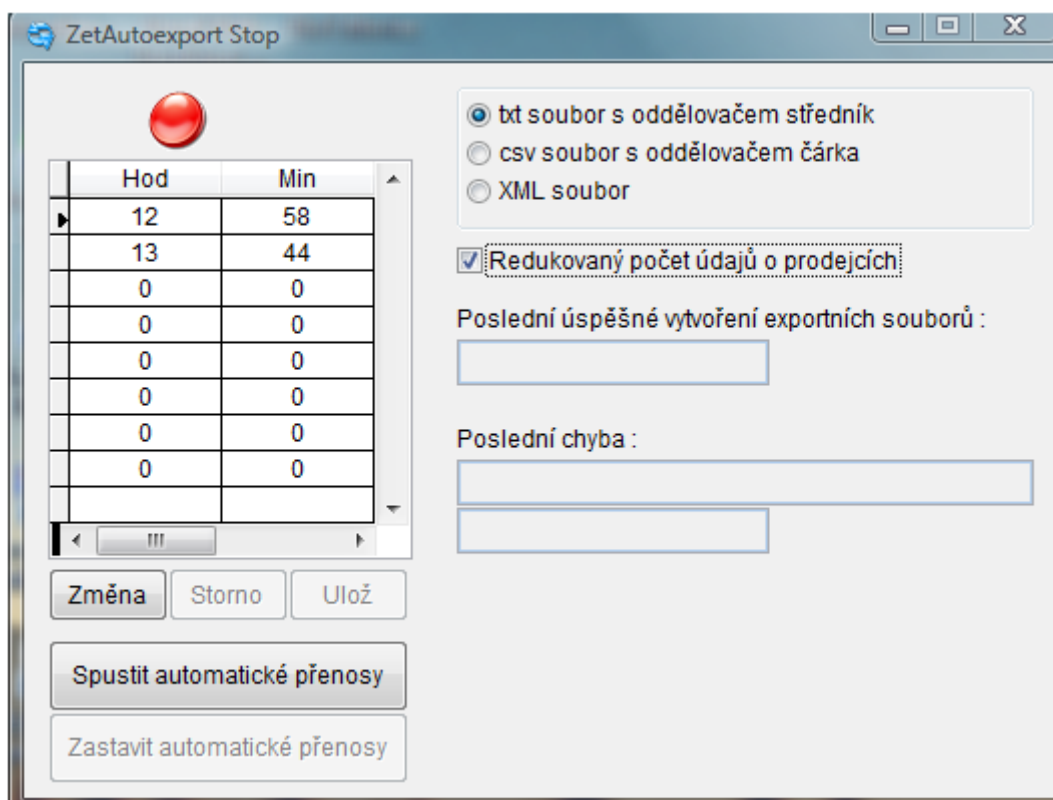 ZetAutoexport Stop
Hod Min
12 58
13 44
0 0
0 0
0 0
0 0
0 0
0 0
Změna Storno Ulož
Spustit automatické přenosy
Zastavit automatické přenosy
txt soubor s oddělovačem středník
csv soubor s oddělovačem čárka
XML soubor
Redukovaný počet údajů o prodejcích
Poslední úspěšné vytvoření exportních souborů :
Poslední chyba :